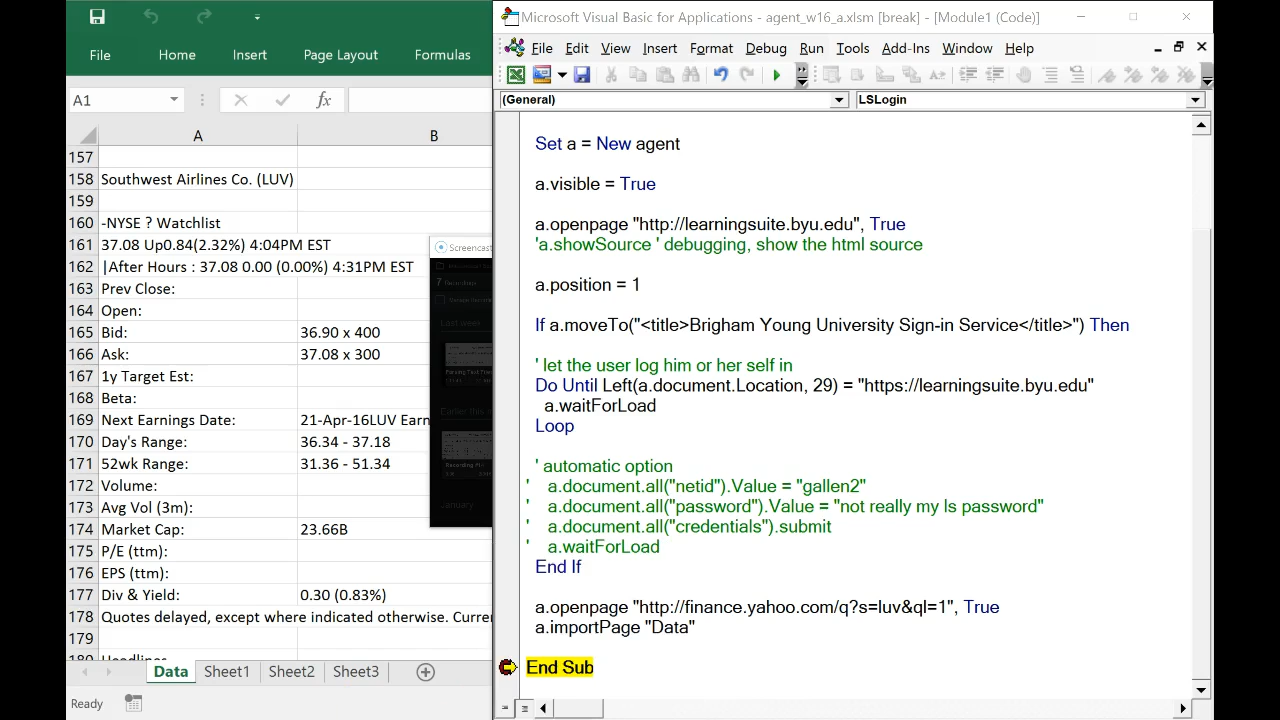 Microsoft Visual Basic for Applications - agent_w16_a.xlsm [break] - [Module1 (Code)]
File Home Insert Page Layout Formulas
File Edit View Insert Format Debug Run Tools Add-Ins Window Help
A1 fx
(General) LSLogin
A B
157
158 Southwest Airlines Co. (LUV)
159
160 -NYSE ? Watchlist
161 37.08 Up0.84(2.32%) 4:04PM EST
162 |After Hours : 37.08 0.00 (0.00%) 4:31PM EST
163 Prev Close:
164 Open:
165 Bid: 36.90 x 400
166 Ask: 37.08 x 300
167 1y Target Est:
168 Beta:
169 Next Earnings Date: 21-Apr-16LUV Earn
170 Day's Range: 36.34 - 37.18
171 52wk Range: 31.36 - 51.34
172 Volume:
173 Avg Vol (3m):
174 Market Cap: 23.66B
175 P/E (ttm):
176 EPS (ttm):
177 Div & Yield: 0.30 (0.83%)
178 Quotes delayed, except where indicated otherwise. Curre
179
180 Headlines
Data Sheet1 Sheet2 Sheet3
Ready
Screencast
7 Recordings
Last week
January
Set a = New agent
a.visible = True
a.openpage "http://learningsuite.byu.edu", True
'a.showSource ' debugging, show the html source
a.position = 1
If a.moveTo("<title>Brigham Young University Sign-in Service</title>") Then
' let the user log him or her self in
Do Until Left(a.document.Location, 29) = "https://learningsuite.byu.edu"
a.waitForLoad
Loop
' automatic option
' a.document.all("netid").Value = "gallen2"
' a.document.all("password").Value = "not really my ls password"
' a.document.all("credentials").submit
' a.waitForLoad
End If
a.openpage "http://finance.yahoo.com/q?s=luv&ql=1", True
a.importPage "Data"
End Sub